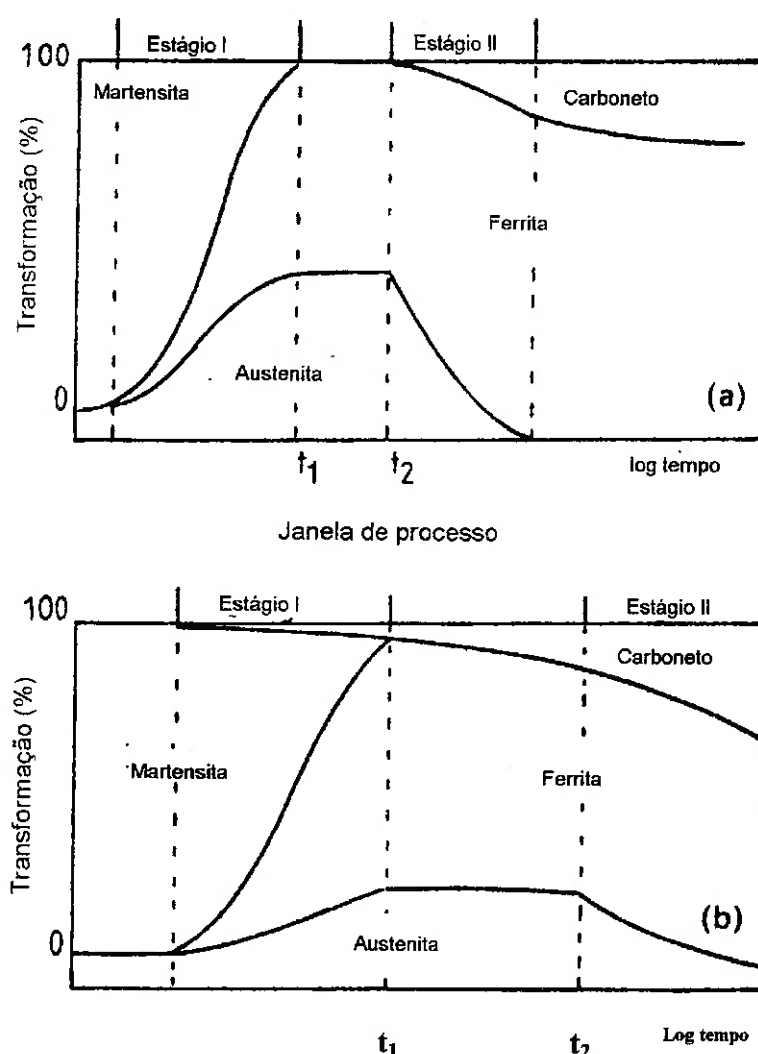 Estágio I Estágio II
100
Martensita Carboneto
Transformação (%)
Ferrita
Austenita
0 (a)
t1 t2 log tempo
Janela de processo
Estágio I Estágio II
100
Carboneto
Transformação (%)
Martensita Ferrita
(b)
0 Austenita
t1 t2 Log tempo